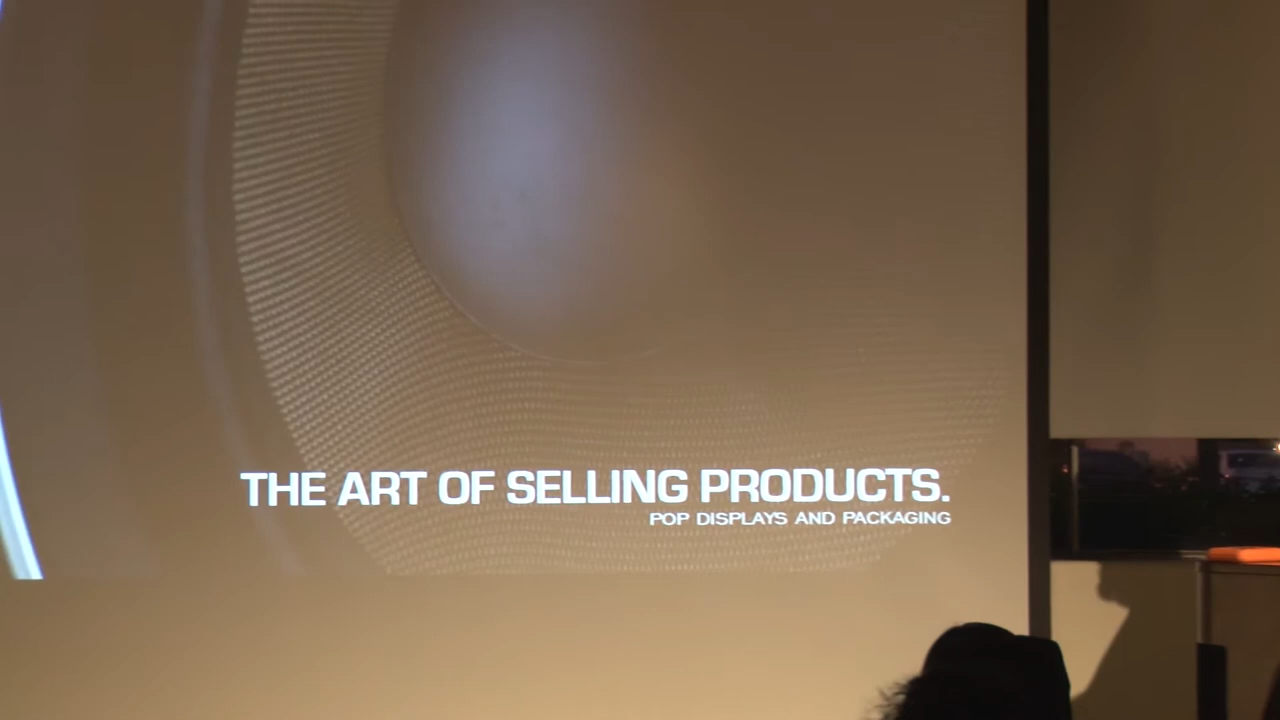 THE ART OF SELLING PRODUCTS.
POP DISPLAYS AND PACKAGING